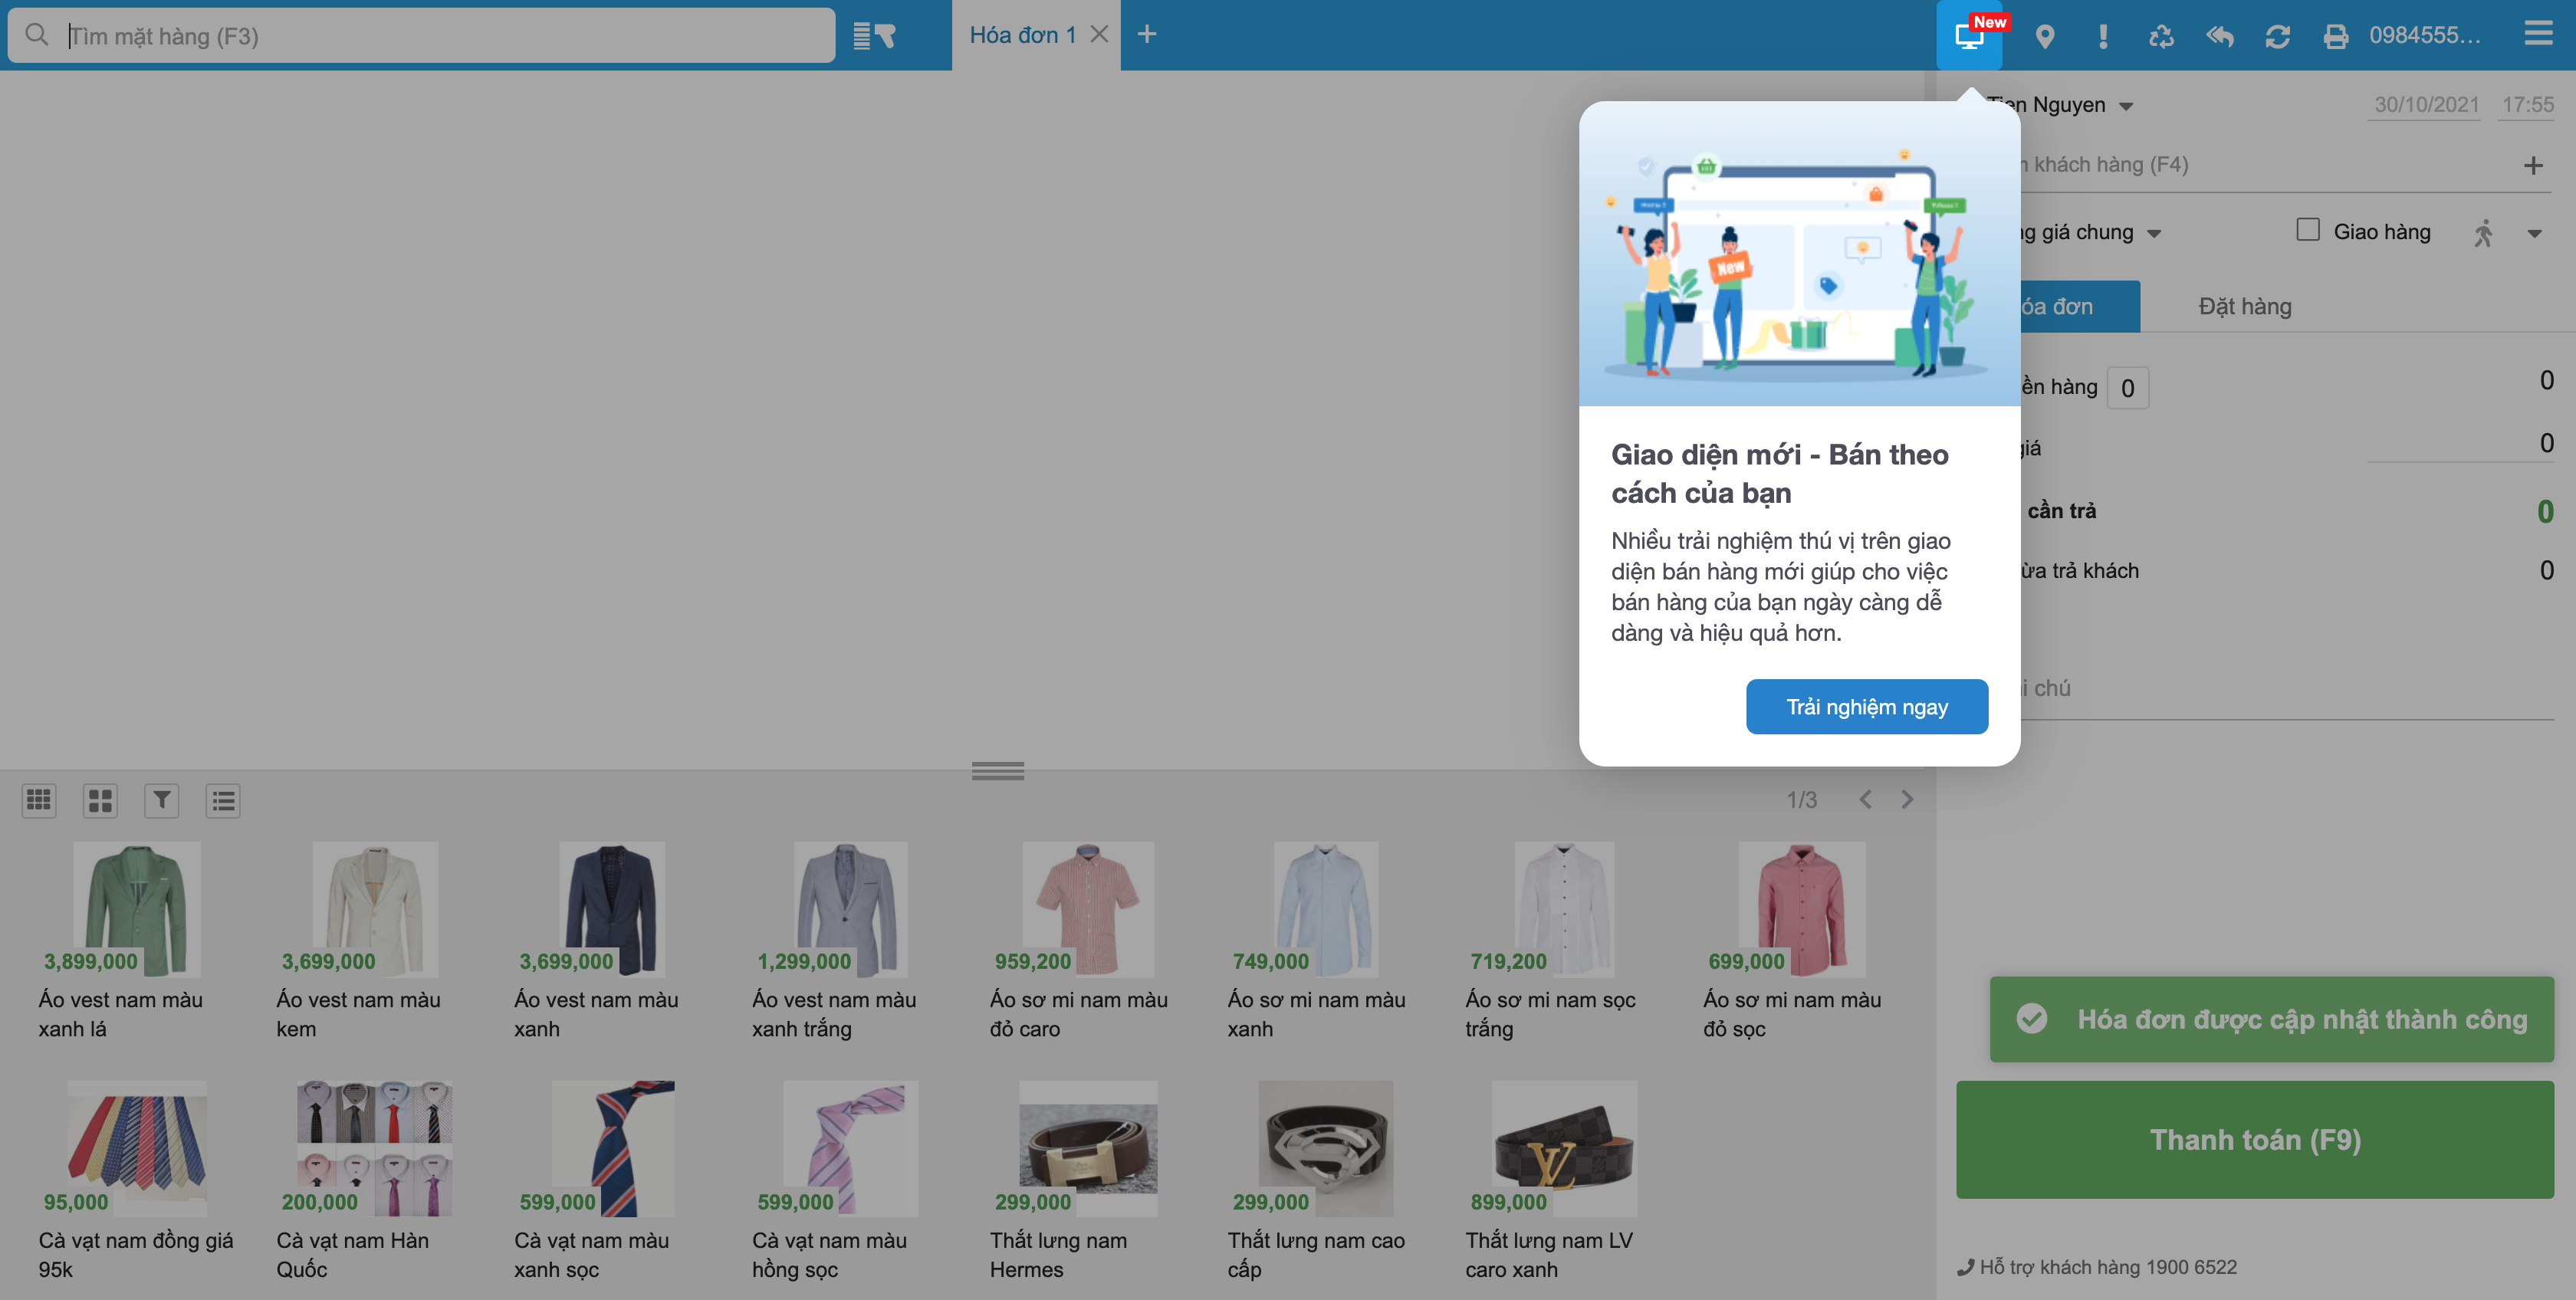 Tìm mặt hàng (F3)
Hóa đơn 1
New
0984555...
Tien Nguyen
30/10/2021 17:55
khách hàng (F4)
giá chung
Giao hàng
óa đơn
Đặt hàng
hàng 0
0
giá
0
cần trả
0
ừa trả khách
0
i chú
New
Giao diện mới - Bán theo
cách của bạn
Nhiều trải nghiệm thú vị trên giao
diện bán hàng mới giúp cho việc
bán hàng của bạn ngày càng dễ
dàng và hiệu quả hơn.
Trải nghiệm ngay
1/3
3,899,000
Áo vest nam màu
xanh lá
3,699,000
Áo vest nam màu
kem
3,699,000
Áo vest nam màu
xanh
1,299,000
Áo vest nam màu
xanh trắng
959,200
Áo sơ mi nam màu
đỏ caro
749,000
Áo sơ mi nam màu
xanh
719,200
Áo sơ mi nam sọc
trắng
699,000
Áo sơ mi nam màu
đỏ sọc
95,000
Cà vạt nam đồng giá
95k
200,000
Cà vạt nam Hàn
Quốc
599,000
Cà vạt nam màu
xanh sọc
599,000
Cà vạt nam màu
hồng sọc
299,000
Thắt lưng nam
Hermes
299,000
Thắt lưng nam cao
cấp
899,000
Thắt lưng nam LV
caro xanh
Hóa đơn được cập nhật thành công
Thanh toán (F9)
Hỗ trợ khách hàng 1900 6522